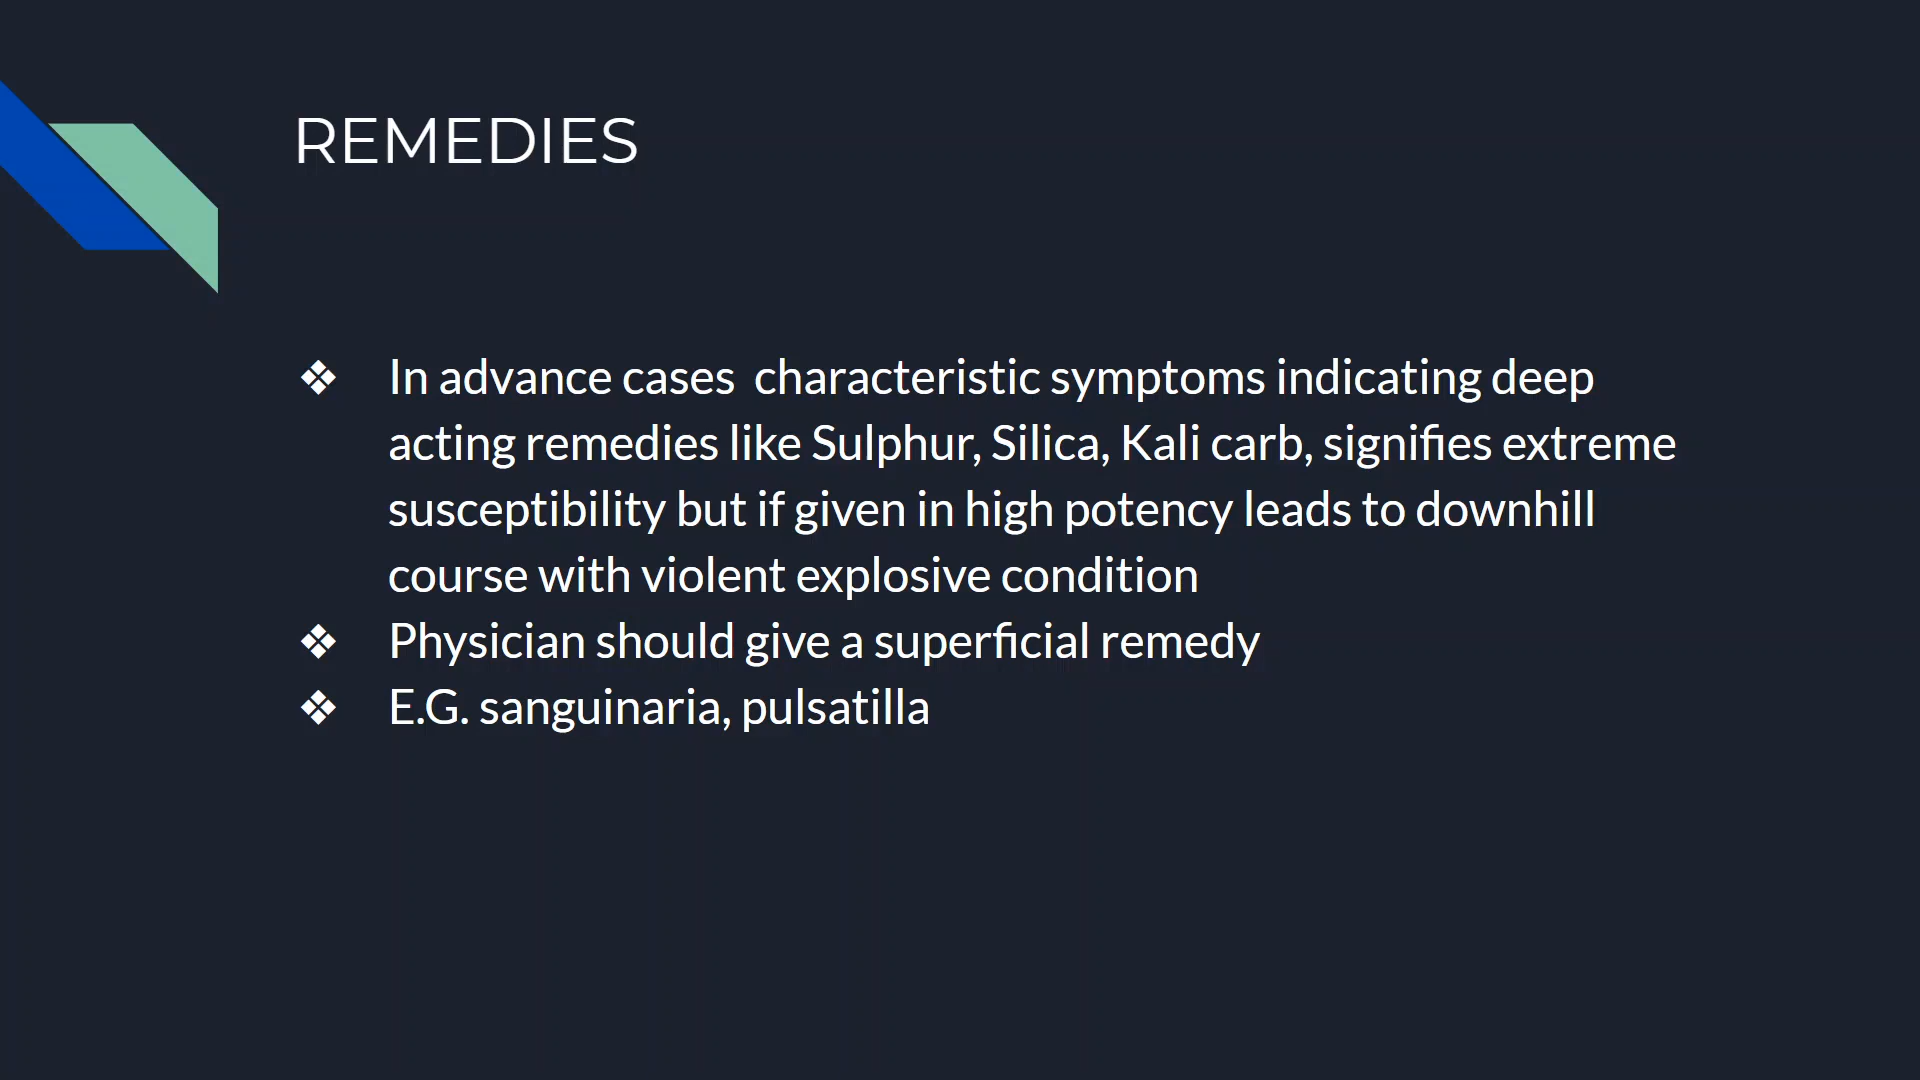 REMEDIES
❖ In advance cases  characteristic symptoms indicating deep
acting remedies like Sulphur, Silica, Kali carb, signifies extreme
susceptibility but if given in high potency leads to downhill
course with violent explosive condition
❖ Physician should give a superficial remedy
❖ E.G. sanguinaria, pulsatilla